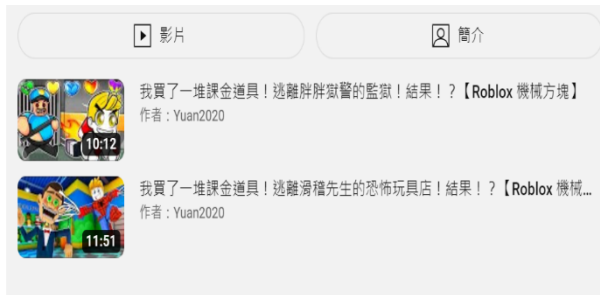 影片
簡介
我買了一堆課金道具！逃離胖胖獄警的監獄！結果！？【Roblox 機械方塊】
作者：Yuan2020
10:12
我買了一堆課金道具！逃離滑稽先生的恐怖玩具店！結果！？【Roblox 機械...
作者：Yuan2020
11:51